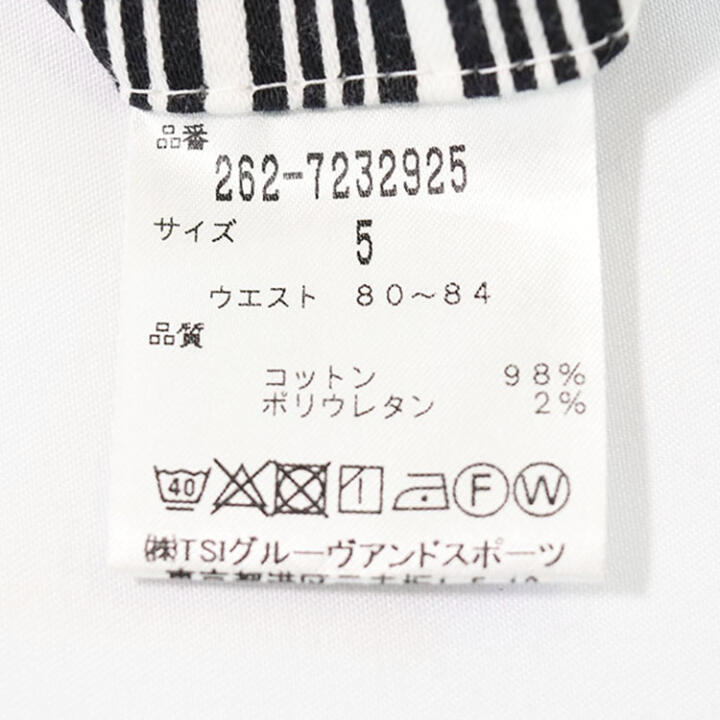 品番
262-7232925
サイズ 5
ウエスト 80～84
品質
コットン 98%
ポリウレタン 2%
40 F W
㈱TSIグルーヴアンドスポーツ